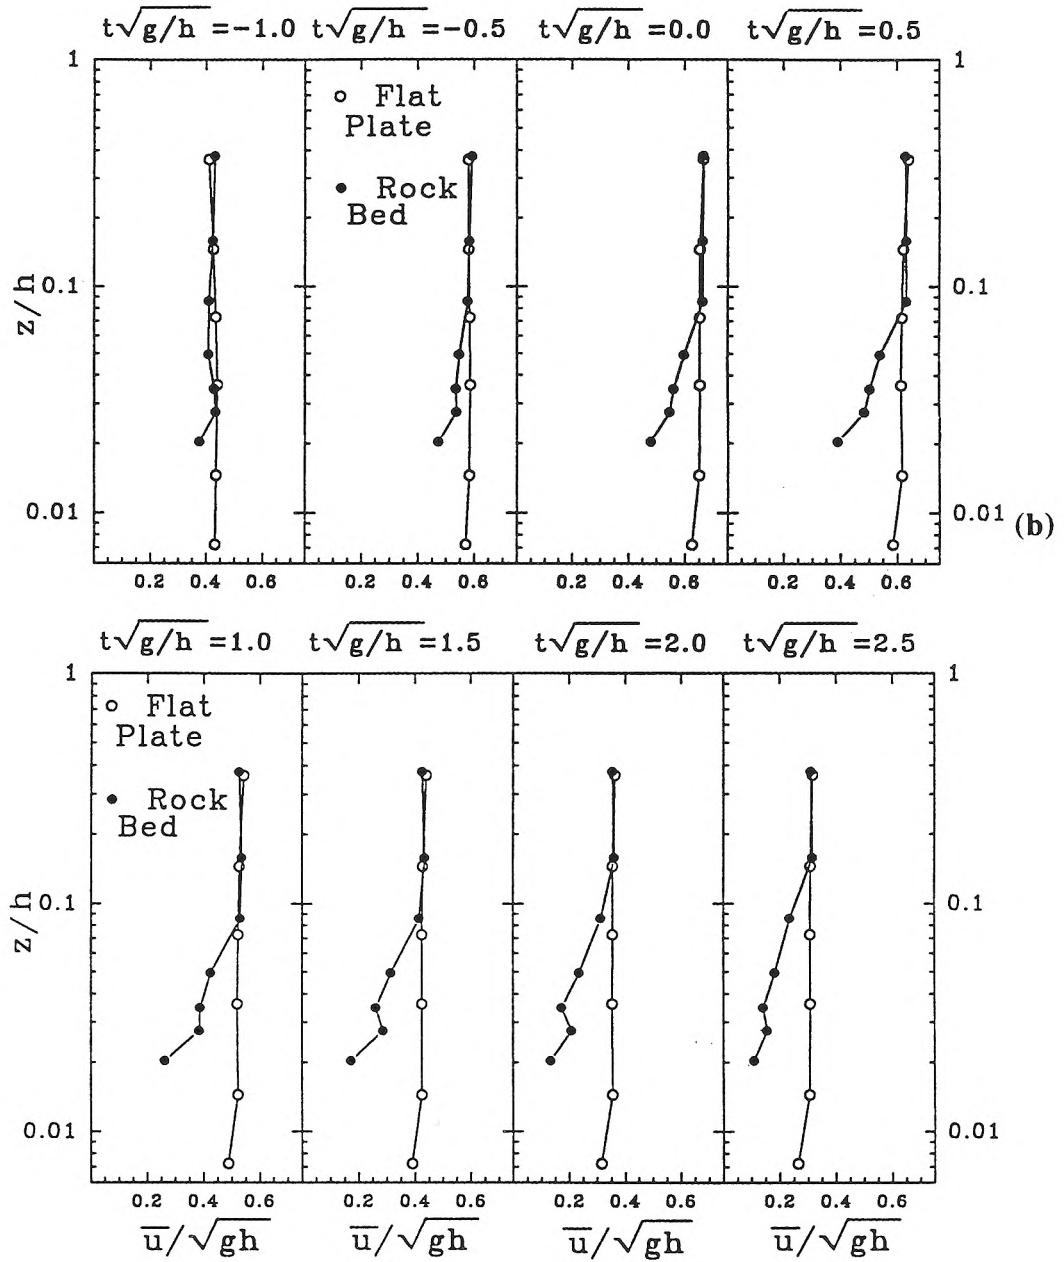 t√g/h =−1.0 t√g/h =−0.5 t√g/h =0.0 t√g/h =0.5
1 1
Flat
Plate
Rock
Bed
z/h
0.1 0.1
0.01 0.01
(b)
0.2 0.4 0.6 0.2 0.4 0.6 0.2 0.4 0.6 0.2 0.4 0.6
t√g/h =1.0 t√g/h =1.5 t√g/h =2.0 t√g/h =2.5
1 1
Flat
Plate
Rock
Bed
z/h
0.1 0.1
0.01 0.01
0.2 0.4 0.6 0.2 0.4 0.6 0.2 0.4 0.6 0.2 0.4 0.6
u̅/√gh u̅/√gh u̅/√gh u̅/√gh